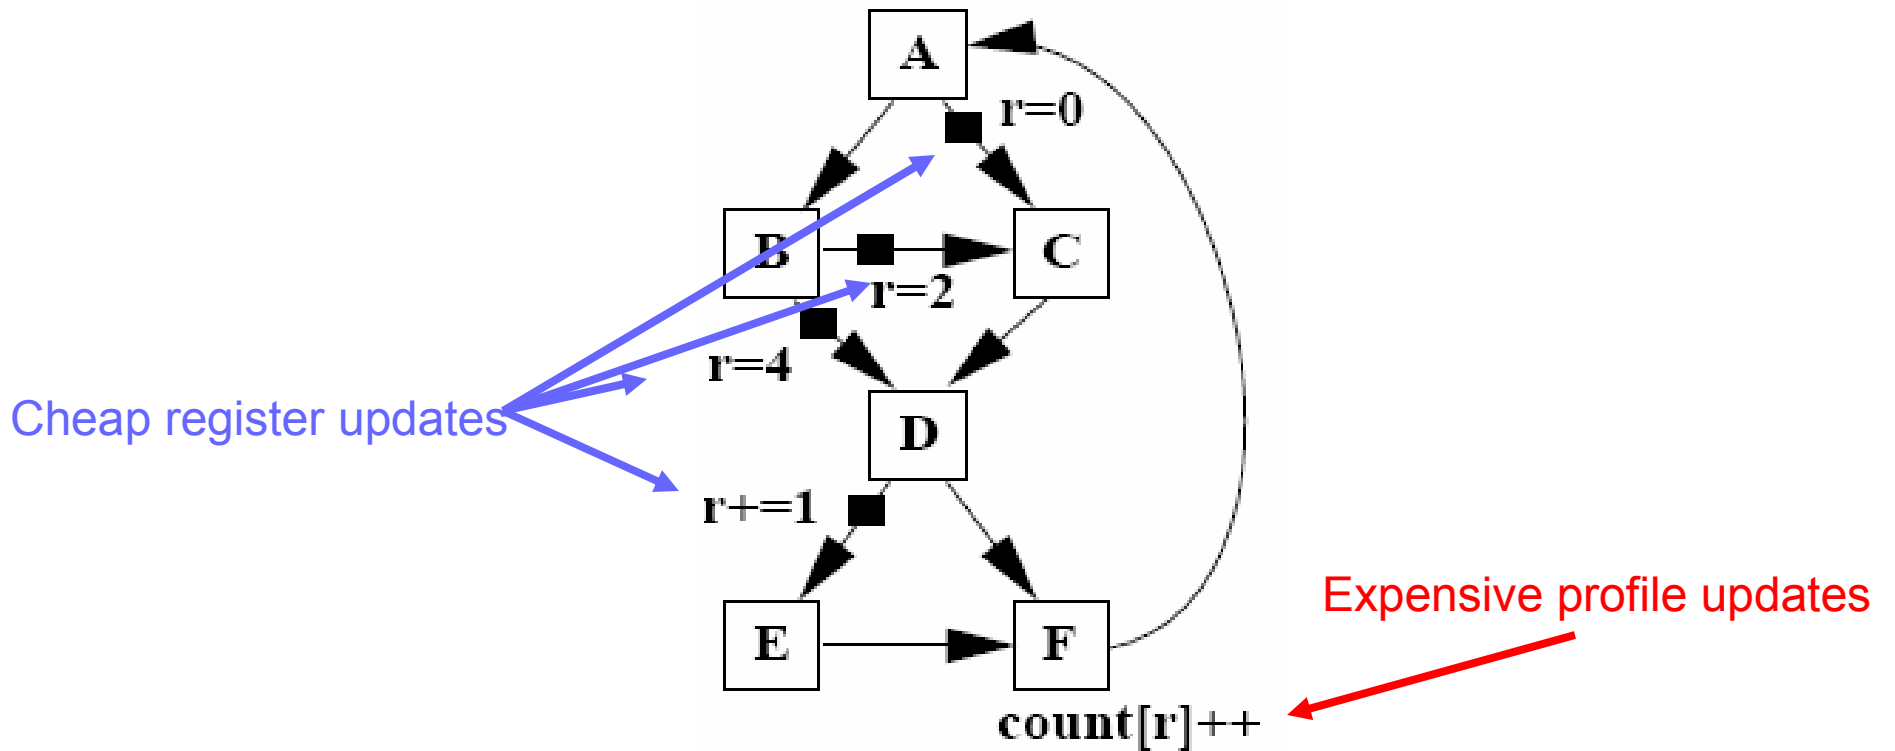 A
r=0
B
C
r=2
r=4
Cheap register updates
D
r+=1
Expensive profile updates
E
F
count[r]++